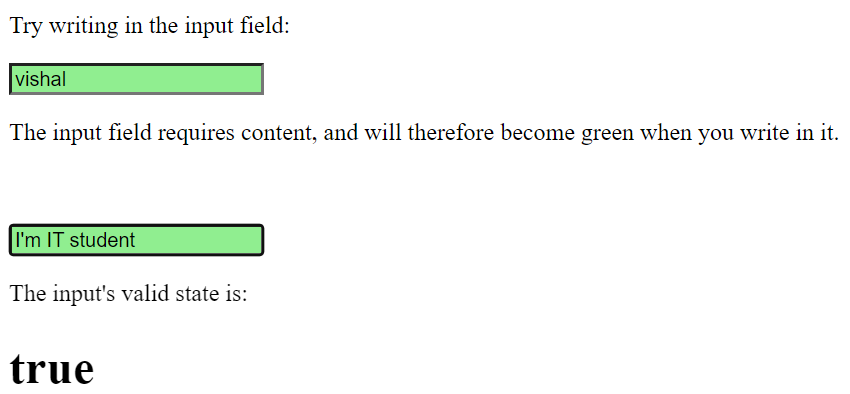 Try writing in the input field:
vishal
The input field requires content, and will therefore become green when you write in it.
I'm IT student
The input's valid state is:
true